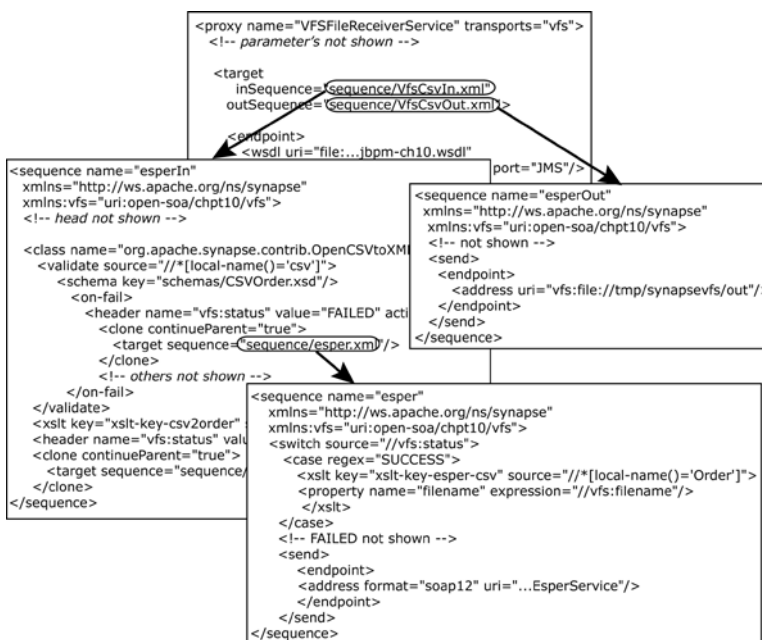 <proxy name="VFSFileReceiverService" transports="vfs">
<!-- parameter's not shown -->
<target
inSequence="sequence/VfsCsvIn.xml"
outSequence="sequence/VfsCsvOut.xml">
<endpoint>
<wsdl uri="file:...jbpm-ch10.wsdl"
port="JMS"/>
<sequence name="esperIn"
xmlns="http://ws.apache.org/ns/synapse"
xmlns:vfs="uri:open-soa/chpt10/vfs">
<!-- head not shown -->
<class name="org.apache.synapse.contrib.OpenCSVtoXML
<validate source="//*[local-name()='csv']">
<schema key="schemas/CSVOrder.xsd"/>
<on-fail>
<header name="vfs:status" value="FAILED" acti
<clone continueParent="true">
<target sequence="sequence/esper.xml"/>
</clone>
<!-- others not shown -->
</on-fail>
</validate>
<xslt key="xslt-key-csv2order" s
<header name="vfs:status" valu
<clone continueParent="true">
<target sequence="sequence/
</clone>
</sequence>
<sequence name="esperOut"
xmlns="http://ws.apache.org/ns/synapse"
xmlns:vfs="uri:open-soa/chpt10/vfs">
<!-- not shown -->
<send>
<endpoint>
<address uri="vfs:file://tmp/synapsevfs/out"/>
</endpoint>
</send>
</sequence>
<sequence name="esper"
xmlns="http://ws.apache.org/ns/synapse"
xmlns:vfs="uri:open-soa/chpt10/vfs">
<switch source="//vfs:status">
<case regex="SUCCESS">
<xslt key="xslt-key-esper-csv" source="//*[local-name()='Order']">
<property name="filename" expression="//vfs:filename"/>
</xslt>
</case>
<!-- FAILED not shown -->
<send>
<endpoint>
<address format="soap12" uri="...EsperService"/>
</endpoint>
</send>
</sequence>